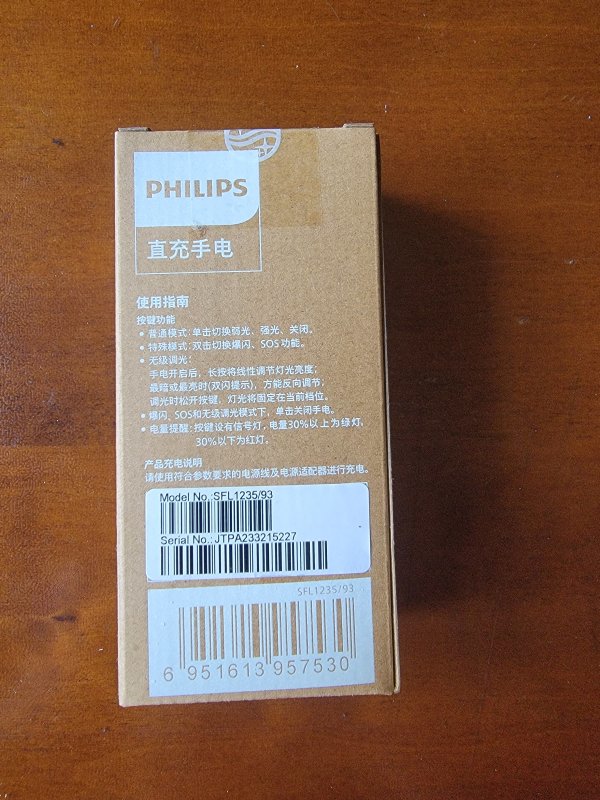 PHILIPS
直充手电
使用指南
按键功能
• 普通模式：单击切换弱光、强光、关闭。
• 特殊模式：双击切换爆闪、SOS功能。
• 无级调光：
手电开启后，长按将线性调节灯光亮度；
最暗或最亮时(双闪提示)，方能反向调节；
调光时松开按键，灯光将固定在当前档位。
• 爆闪、SOS和无级调光模式下，单击关闭手电。
• 电量提醒：按键设有信号灯，电量30%以上为绿灯，
30%以下为红灯。
产品充电说明
请使用符合参数要求的电源线及电源适配器进行充电。
Model No.:SFL1235/93
Serial No.:JTPA233215227
SFL1235/93
6 951613 957530